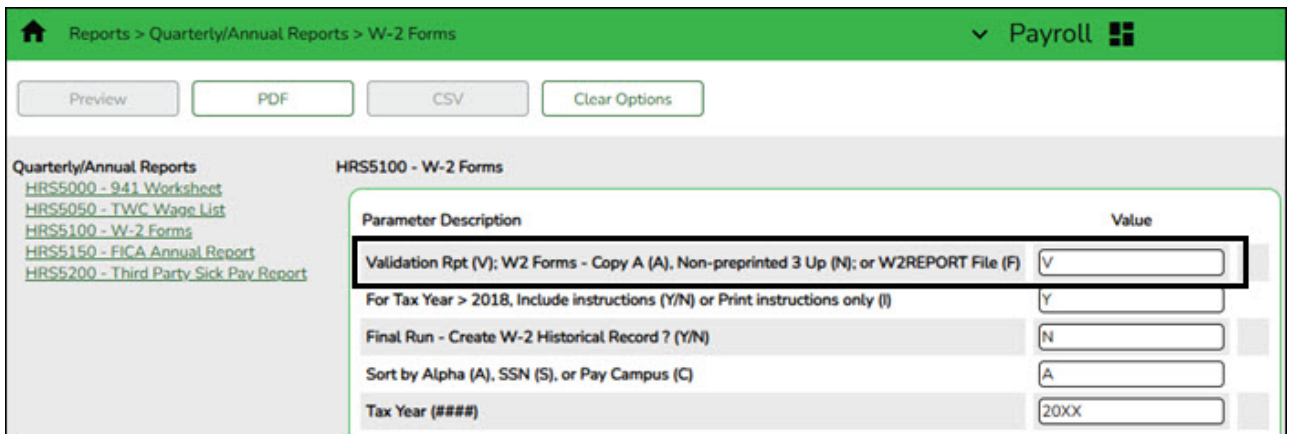 Reports > Quarterly/Annual Reports > W-2 Forms
Payroll
Preview
PDF
CSV
Clear Options
Quarterly/Annual Reports
HRS5000 - 941 Worksheet
HRS5050 - TWC Wage List
HRS5100 - W-2 Forms
HRS5150 - FICA Annual Report
HRS5200 - Third Party Sick Pay Report
HRS5100 - W-2 Forms
Parameter Description Value
Validation Rpt (V); W2 Forms - Copy A (A), Non-preprinted 3 Up (N); or W2REPORT File (F) V
For Tax Year > 2018, Include instructions (Y/N) or Print instructions only (I) Y
Final Run - Create W-2 Historical Record ? (Y/N) N
Sort by Alpha (A), SSN (S), or Pay Campus (C) A
Tax Year (####) 20XX